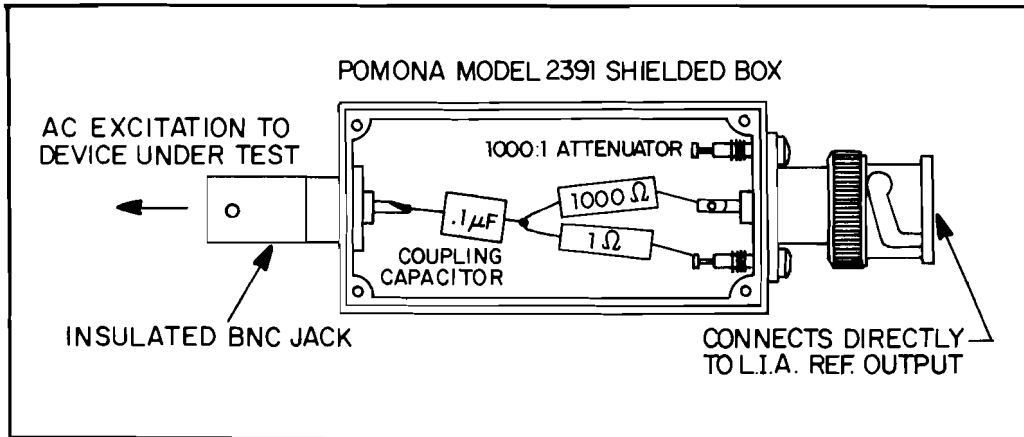 POMONA MODEL 2391 SHIELDED BOX
AC EXCITATION TO
DEVICE UNDER TEST
1000:1 ATTENUATOR
1000 Ω
.1μF
1Ω
COUPLING
CAPACITOR
INSULATED BNC JACK
CONNECTS DIRECTLY
TO L.I.A. REF. OUTPUT